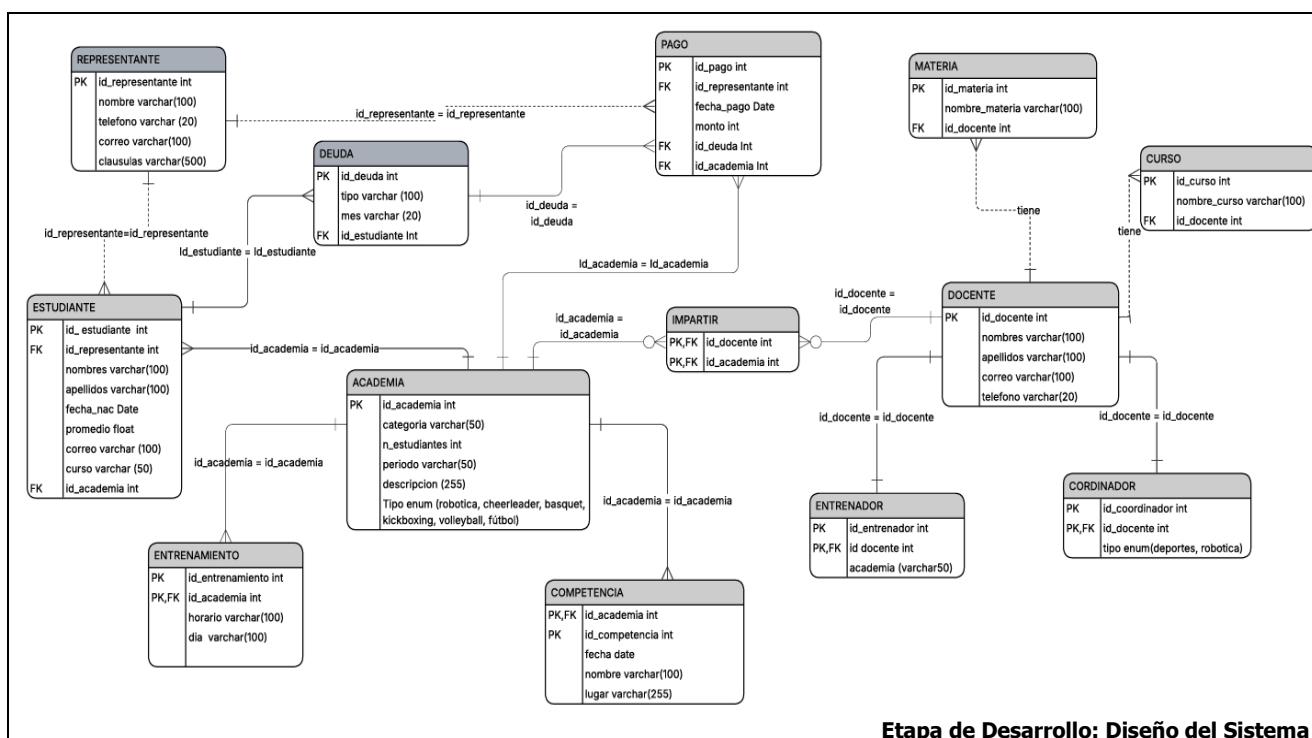 REPRESENTANTE
PK id_representante int
nombre varchar(100)
telefono varchar (20)
correo varchar(100)
clausulas varchar(500)
id_representante = id_representante
PAGO
PK id_pago int
FK id_representante int
fecha_pago Date
monto int
FK id_deuda Int
FK id_academia Int
MATERIA
PK id_materia int
nombre_materia varchar(100)
FK id_docente int
CURSO
PK id_curso int
nombre_curso varchar(100)
FK id_docente int
DEUDA
PK id_deuda int
tipo varchar (100)
mes varchar (20)
FK id_estudiante Int
id_deuda =
id_deuda
tiene
tiene
id_representante=id_representante
Id_estudiante = Id_estudiante
Id_academia = Id_academia
ESTUDIANTE
PK id_ estudiante int
FK id_representante int
nombres varchar(100)
apellidos varchar(100)
fecha_nac Date
promedio float
correo varchar (100)
curso varchar (50)
FK id_academia int
id_academia = id_academia
id_academia =
id_academia
IMPARTIR
PK,FK id_docente int
PK,FK id_academia int
id_docente =
id_docente
DOCENTE
PK id_docente int
nombres varchar(100)
apellidos varchar(100)
correo varchar(100)
telefono varchar(20)
ACADEMIA
PK id_academia int
categoria varchar(50)
n_estudiantes int
periodo varchar(50)
descripcion (255)
Tipo enum (robotica, cheerleader, basquet,
kickboxing, volleyball, fútbol)
id_academia = id_academia
id_academia = id_academia
id_docente = id_docente
id_docente = id_docente
ENTRENADOR
PK id_entrenador int
PK,FK id docente int
academia (varchar50)
CORDINADOR
PK id_coordinador int
PK,FK id_docente int
tipo enum(deportes, robotica)
ENTRENAMIENTO
PK id_entrenamiento int
PK,FK id_academia int
horario varchar(100)
dia varchar(100)
COMPETENCIA
PK,FK id_academia int
PK id_competencia int
fecha date
nombre varchar(100)
lugar varchar(255)
Etapa de Desarrollo: Diseño del Sistema